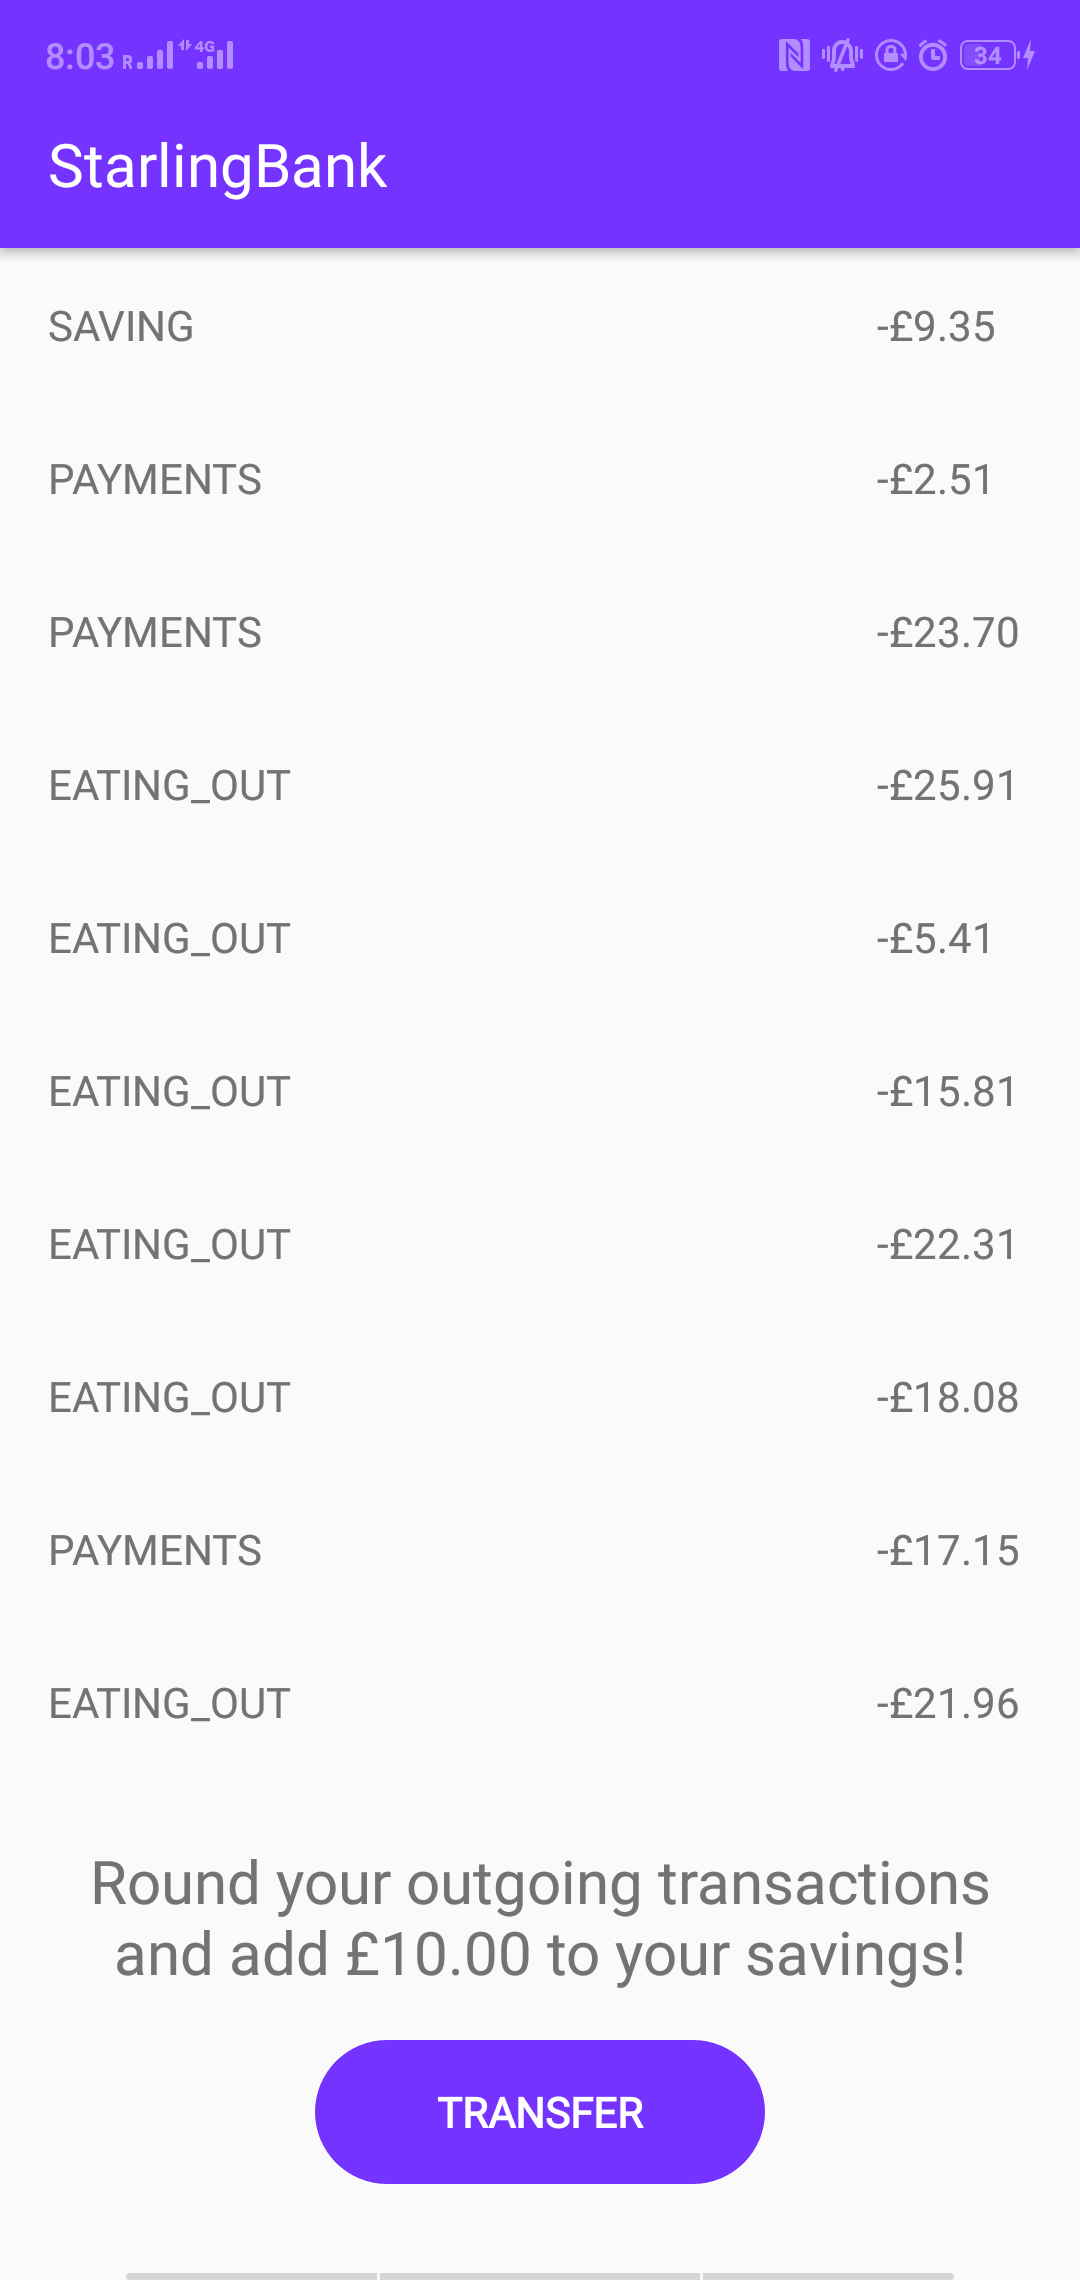 8:03 R 4G 34
StarlingBank
SAVING -£9.35
PAYMENTS -£2.51
PAYMENTS -£23.70
EATING_OUT -£25.91
EATING_OUT -£5.41
EATING_OUT -£15.81
EATING_OUT -£22.31
EATING_OUT -£18.08
PAYMENTS -£17.15
EATING_OUT -£21.96
Round your outgoing transactions
and add £10.00 to your savings!
TRANSFER